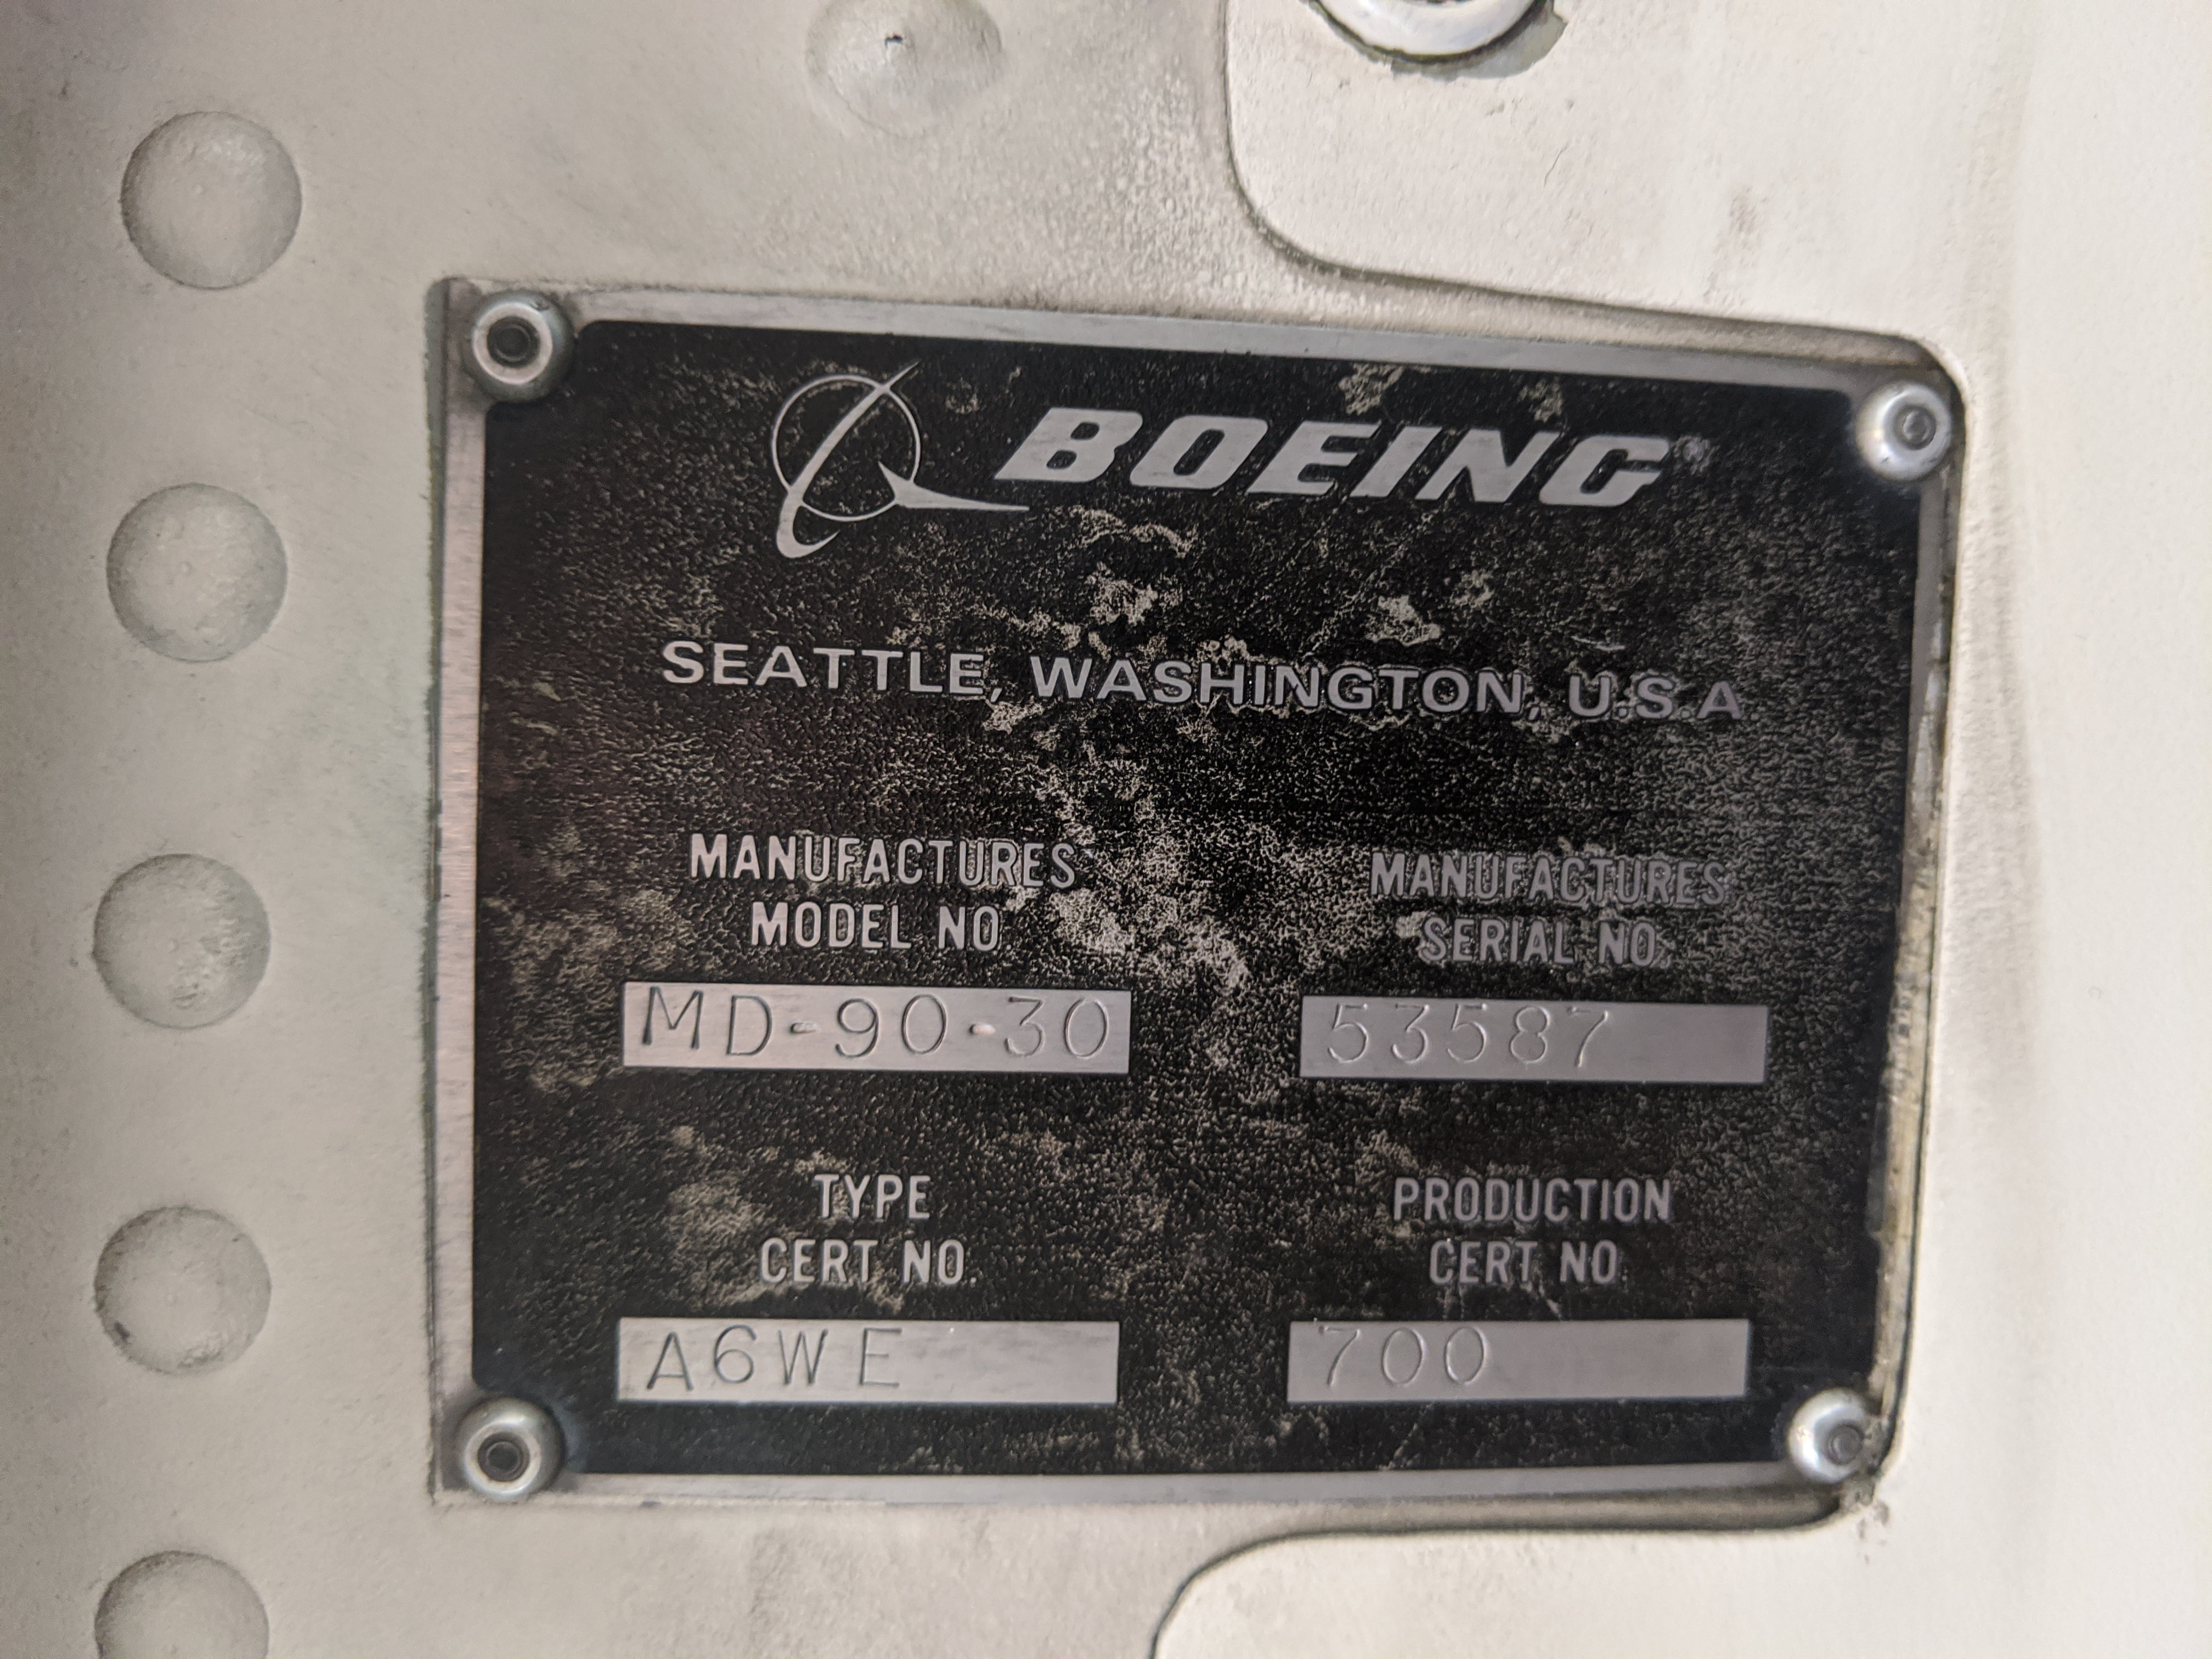 BOEING®
SEATTLE, WASHINGTON, U.S.A.
MANUFACTURES
MODEL NO.
MD-90-30
MANUFACTURES
SERIAL NO.
53587
TYPE
CERT NO.
A6WE
PRODUCTION
CERT NO.
700